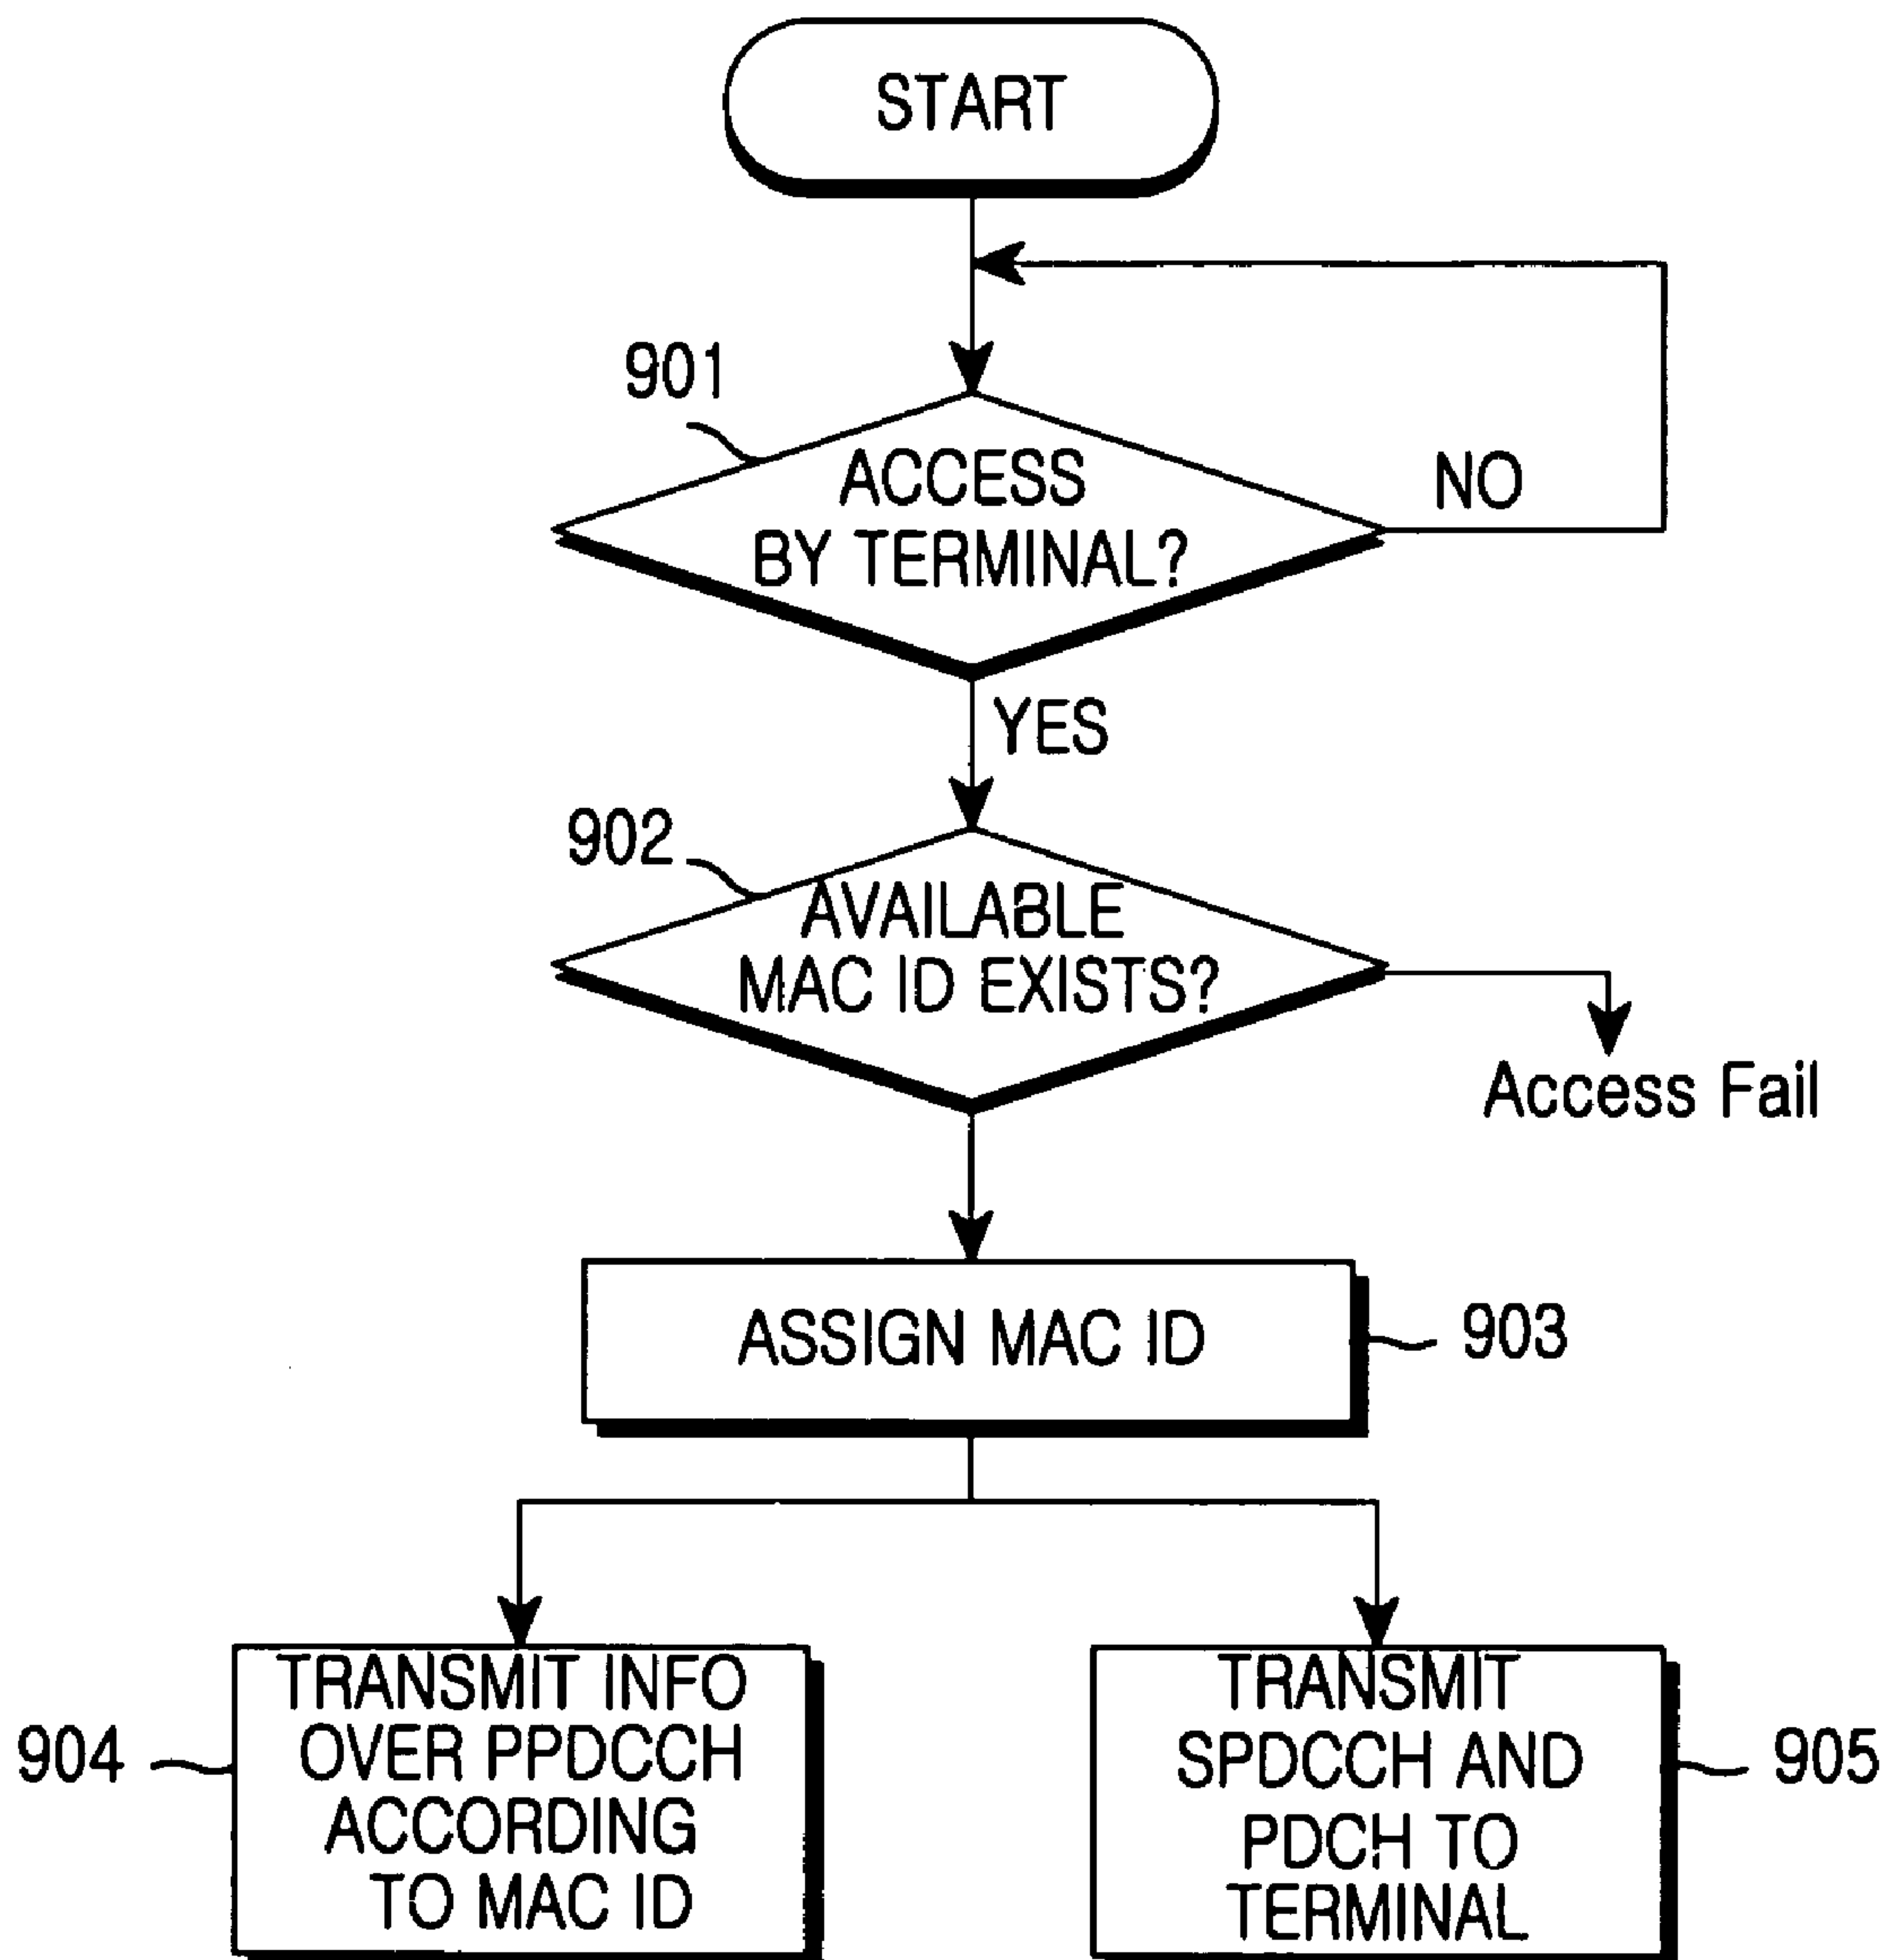 START
901
ACCESS
BY TERMINAL?
NO
YES
902
AVAILABLE
MAC ID EXISTS?
Access Fail
ASSIGN MAC ID
903
904
TRANSMIT INFO
OVER PPDCCH
ACCORDING
TO MAC ID
TRANSMIT
SPDCCH AND
PDCH TO
TERMINAL
905